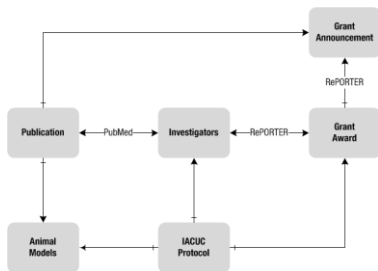 Grant
Announcement
RePORTER
Publication
PubMed
Investigators
RePORTER
Grant
Award
Animal
Models
IACUC
Protocol